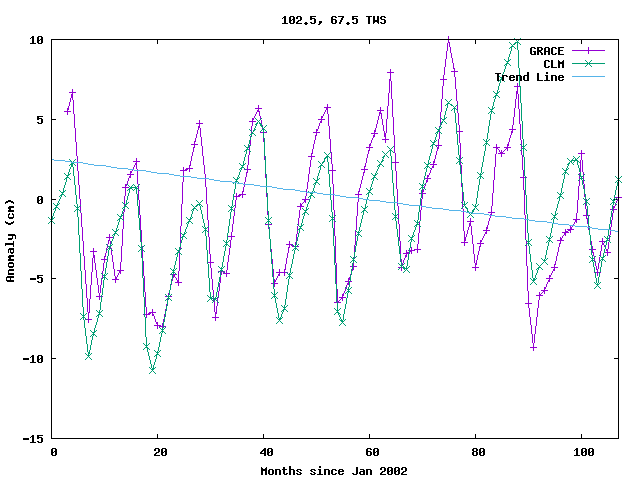 102.5, 67.5 TWS
GRACE
CLM
Trend Line
10
5
0
-5
-10
-15
Anomaly (cm)
0 20 40 60 80 100
Months since Jan 2002